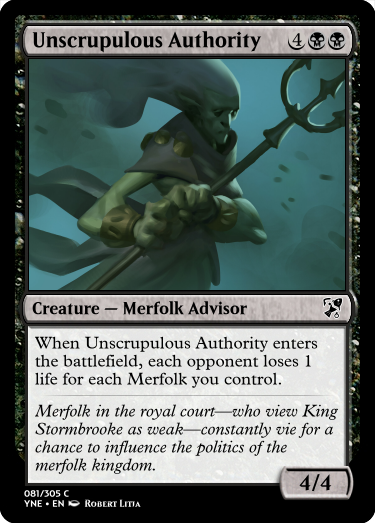 Unscrupulous Authority 4
Creature — Merfolk Advisor
When Unscrupulous Authority enters
the battlefield, each opponent loses 1
life for each Merfolk you control.
Merfolk in the royal court—who view King
Stormbrooke as weak—constantly vie for a
chance to influence the politics of the
merfolk kingdom.
4/4
081/305 C
YNE • EN Robert Litia